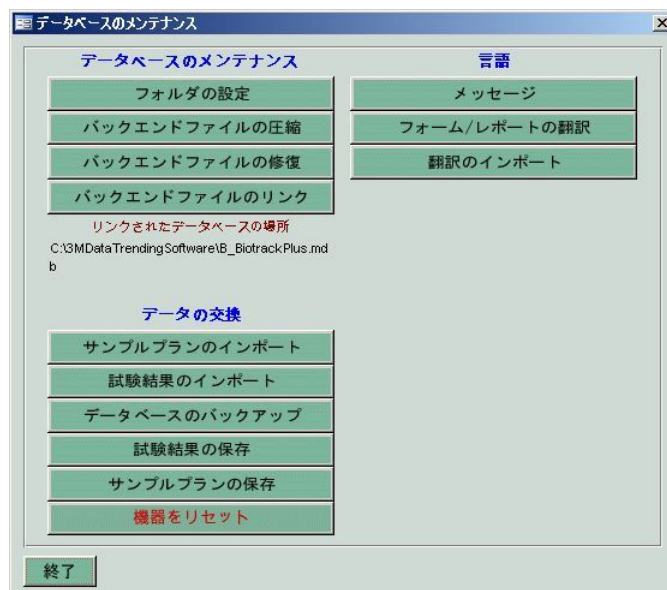 データベースのメンテナンス
データベースのメンテナンス
フォルダの設定
バックエンドファイルの圧縮
バックエンドファイルの修復
バックエンドファイルのリンク
リンクされたデータベースの場所
C:\3MDataTrendingSoftware\B_BiotrackPlus.md
b
データの交換
サンプルプランのインポート
試験結果のインポート
データベースのバックアップ
試験結果の保存
サンプルプランの保存
機器をリセット
言語
メッセージ
フォーム/レポートの翻訳
翻訳のインポート
終了